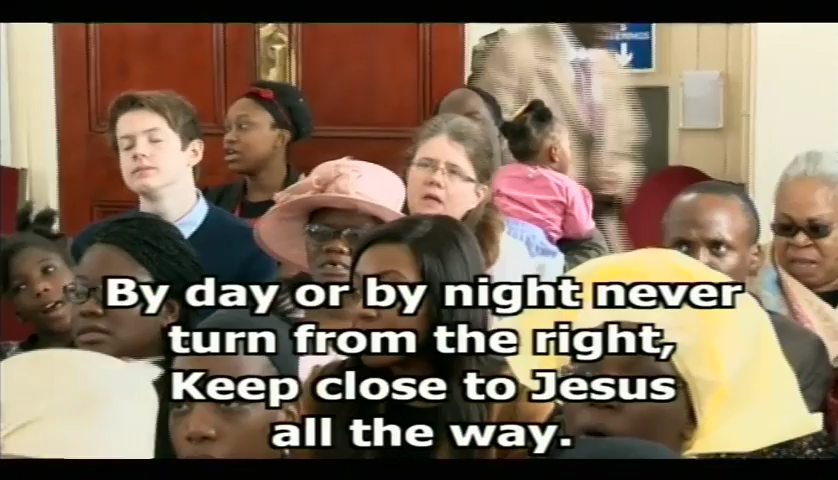 By day or by night never
turn from the right,
Keep close to Jesus
all the way.